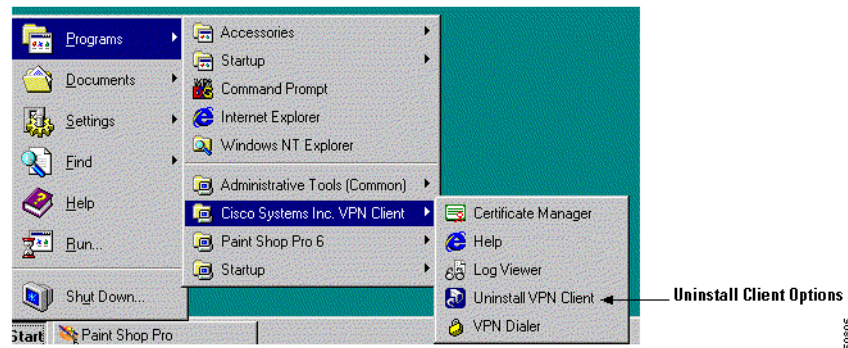 Programs
Documents
Settings
Find
Help
Run...
Shut Down...
Start
Paint Shop Pro
Accessories
Startup
Command Prompt
Internet Explorer
Windows NT Explorer
Administrative Tools (Common)
Cisco Systems Inc. VPN Client
Paint Shop Pro 6
Startup
Certificate Manager
Help
Log Viewer
Uninstall VPN Client
VPN Dialer
Uninstall Client Options